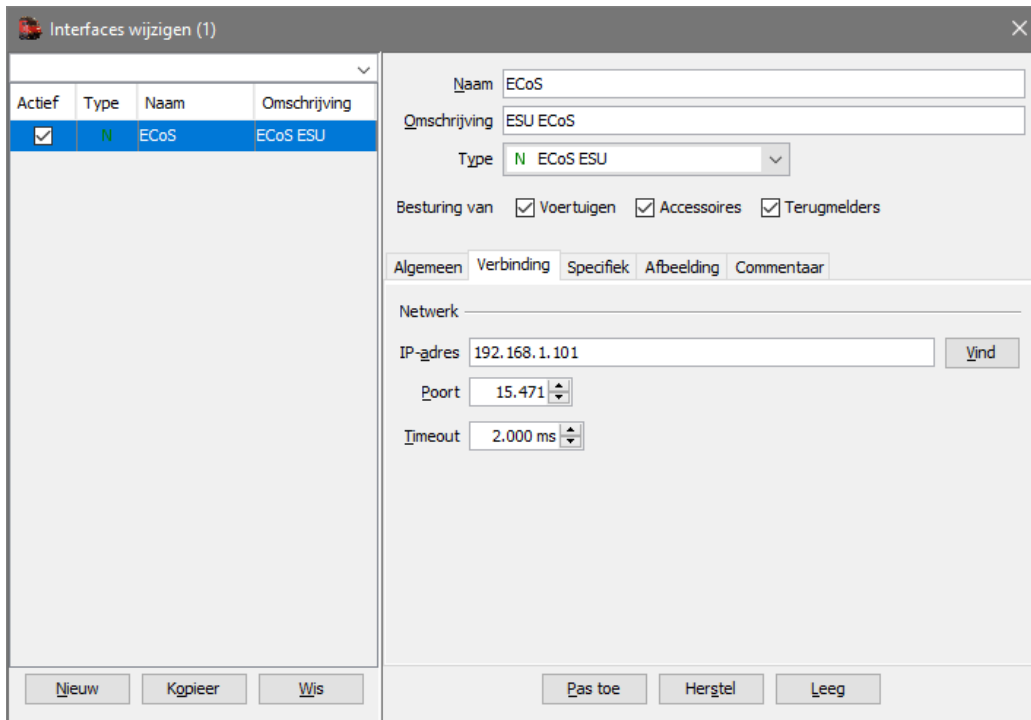 Interfaces wijzigen (1)
Actief Type Naam Omschrijving
N ECoS ECoS ESU
Nieuw Kopieer Wis
Naam ECoS
Omschrijving ESU ECoS
Type N ECoS ESU
Besturing van Voertuigen Accessoires Terugmelders
Algemeen Verbinding Specifiek Afbeelding Commentaar
Netwerk
IP-adres 192.168.1.101 Vind
Poort 15.471
Timeout 2.000 ms
Pas toe Herstel Leeg